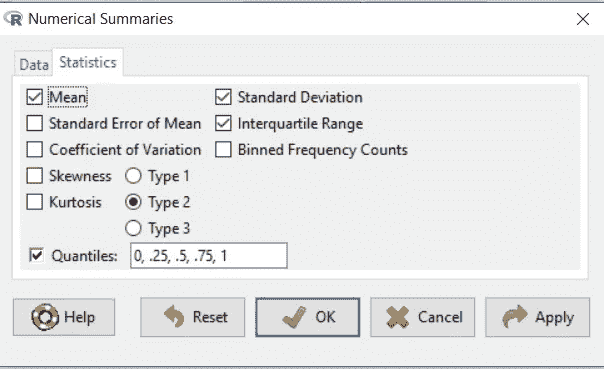 R Numerical Summaries
Data Statistics
Mean Standard Deviation
Standard Error of Mean Interquartile Range
Coefficient of Variation Binned Frequency Counts
Skewness Type 1
Kurtosis Type 2
Type 3
Quantiles: 0, .25, .5, .75, 1
Help Reset OK Cancel Apply